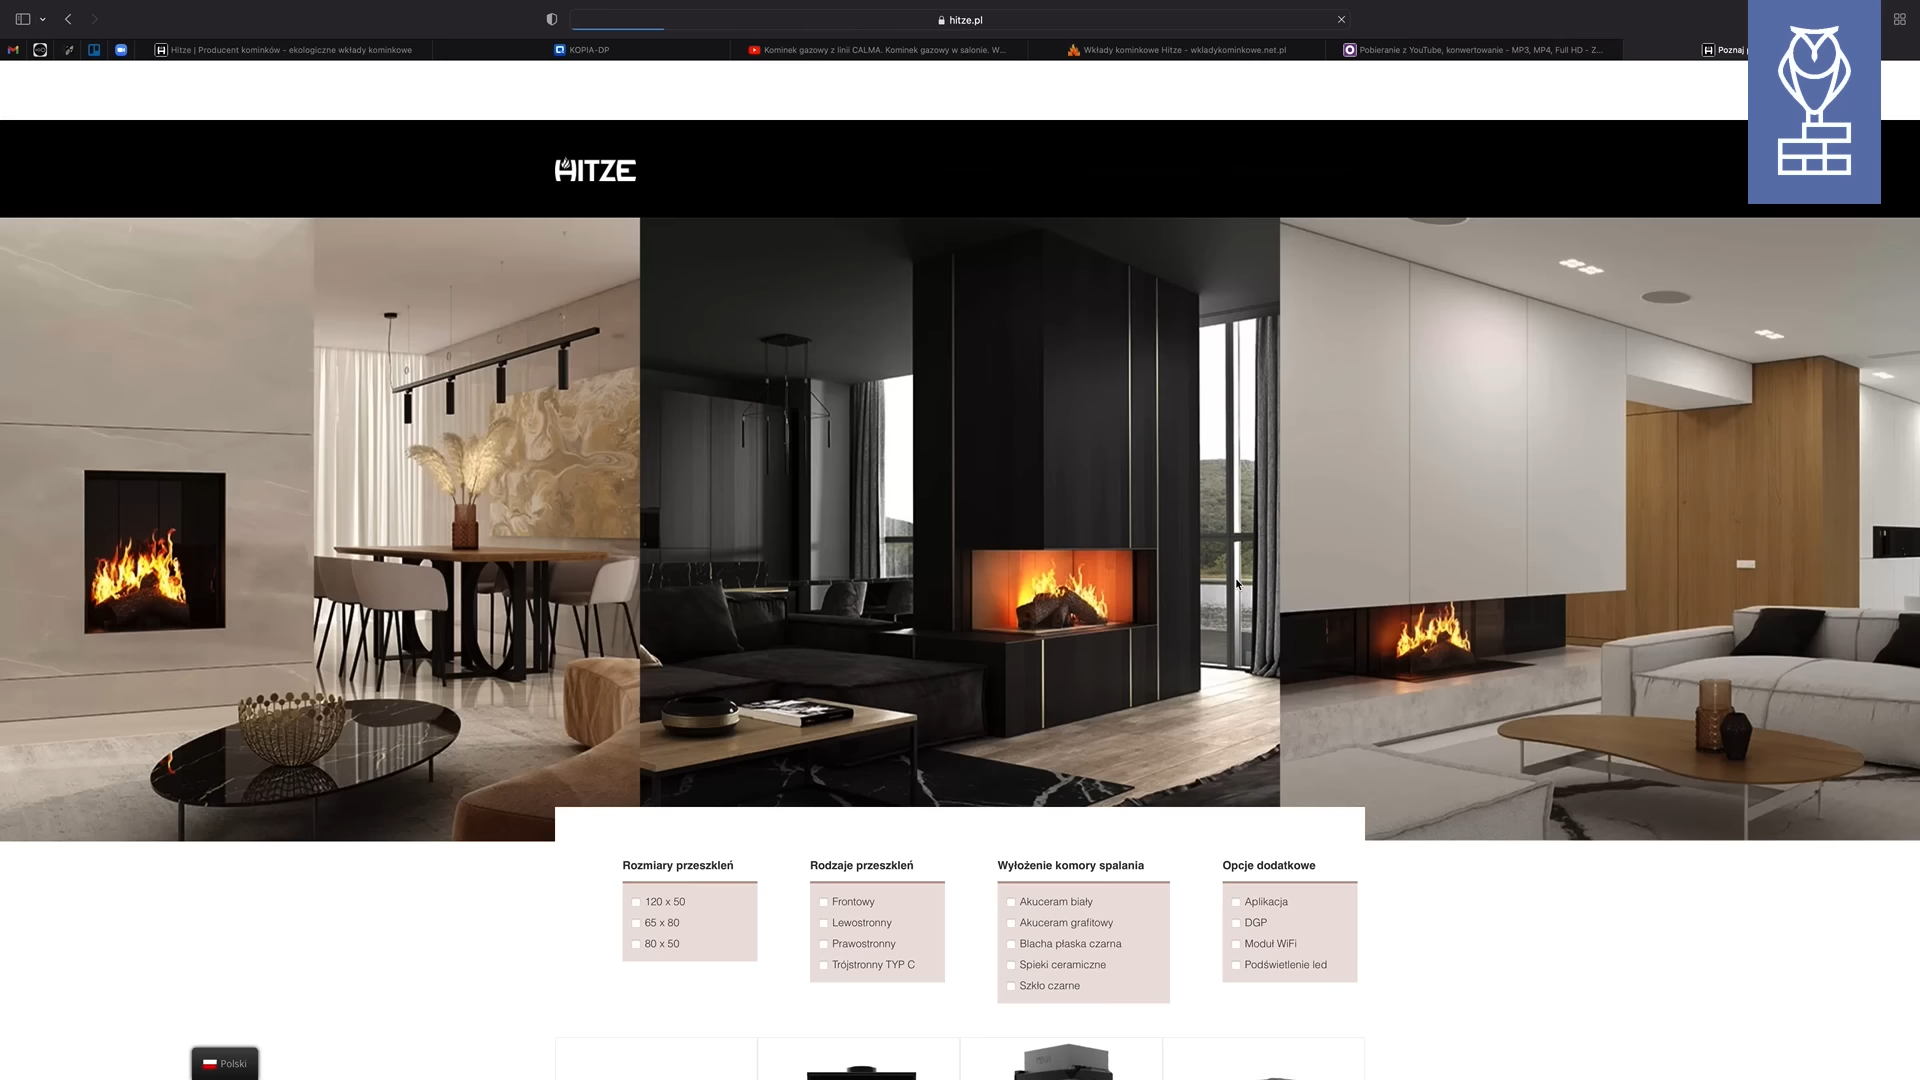 hitze.pl
Hitze | Producent kominków - ekologiczne wkłady kominkowe
KOPIA-DP
Kominek gazowy z linii CALMA. Kominek gazowy w salonie. W...
Wkłady kominkowe Hitze - wkladykominkowe.net.pl
Pobieranie z YouTube, konwertowanie - MP3, MP4, Full HD - Z...
Poznaj
HITZE
Rozmiary przeszkleń
120 x 50
65 x 80
80 x 50
Rodzaje przeszkleń
Frontowy
Lewostronny
Prawostronny
Trójstronny TYP C
Wyłożenie komory spalania
Akuceram biały
Akuceram grafitowy
Blacha płaska czarna
Spieki ceramiczne
Szkło czarne
Opcje dodatkowe
Aplikacja
DGP
Moduł WiFi
Podświetlenie led
Polski